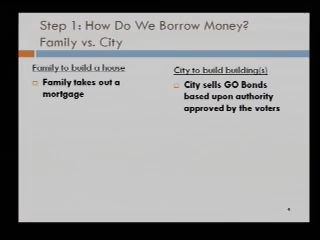 Step 1: How Do We Borrow Money?
Family vs. City
Family to build a house
Family takes out a
mortgage
City to build building(s)
City sells GO Bonds
based upon authority
approved by the voters